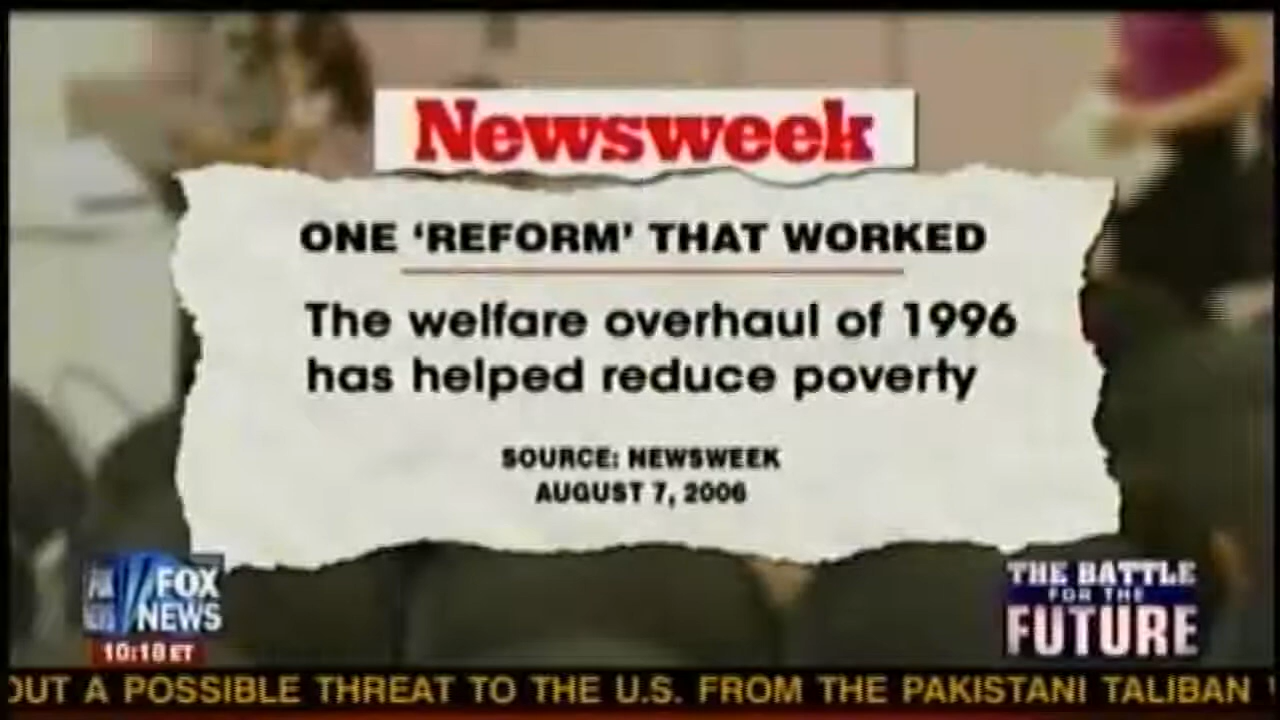 Newsweek
ONE ‘REFORM’ THAT WORKED
The welfare overhaul of 1996
has helped reduce poverty
SOURCE: NEWSWEEK
AUGUST 7, 2006
FOX
NEWS
FOX
NEWS
10:18 ET
THE BATTLE
FOR THE
FUTURE
OUT A POSSIBLE THREAT TO THE U.S. FROM THE PAKISTANI TALIBAN